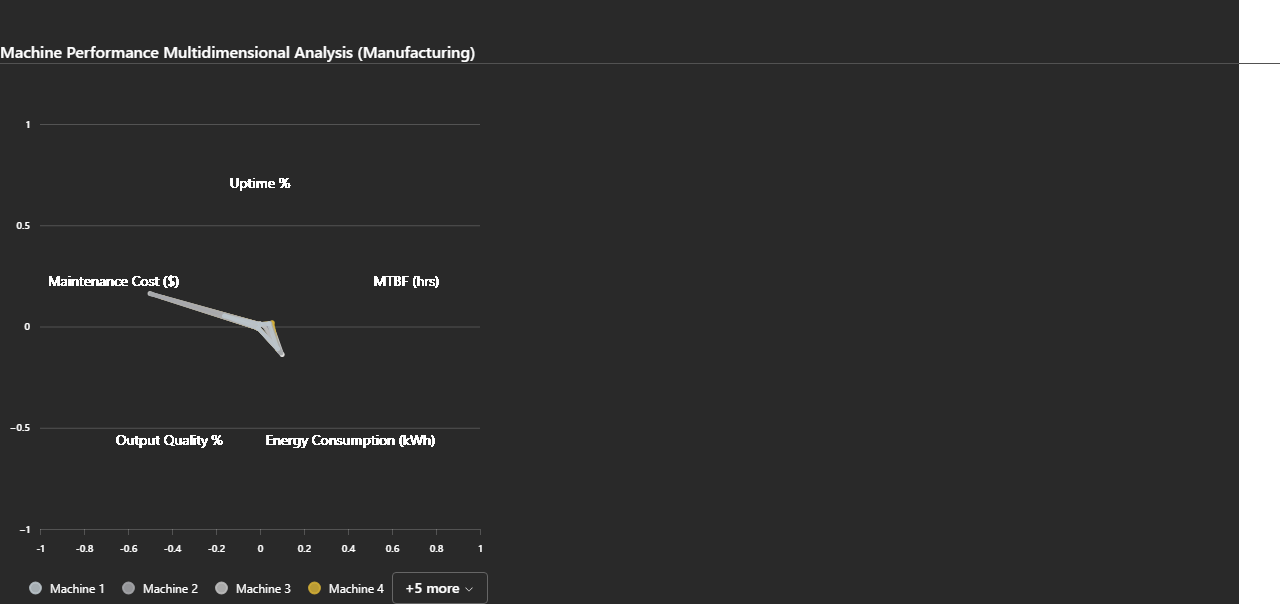 Machine Performance Multidimensional Analysis (Manufacturing)
1
Uptime %
0.5
Maintenance Cost ($) MTBF (hrs)
0
−0.5
Output Quality % Energy Consumption (kWh)
−1
-1 -0.8 -0.6 -0.4 -0.2 0 0.2 0.4 0.6 0.8 1
Machine 1 Machine 2 Machine 3 Machine 4 +5 more